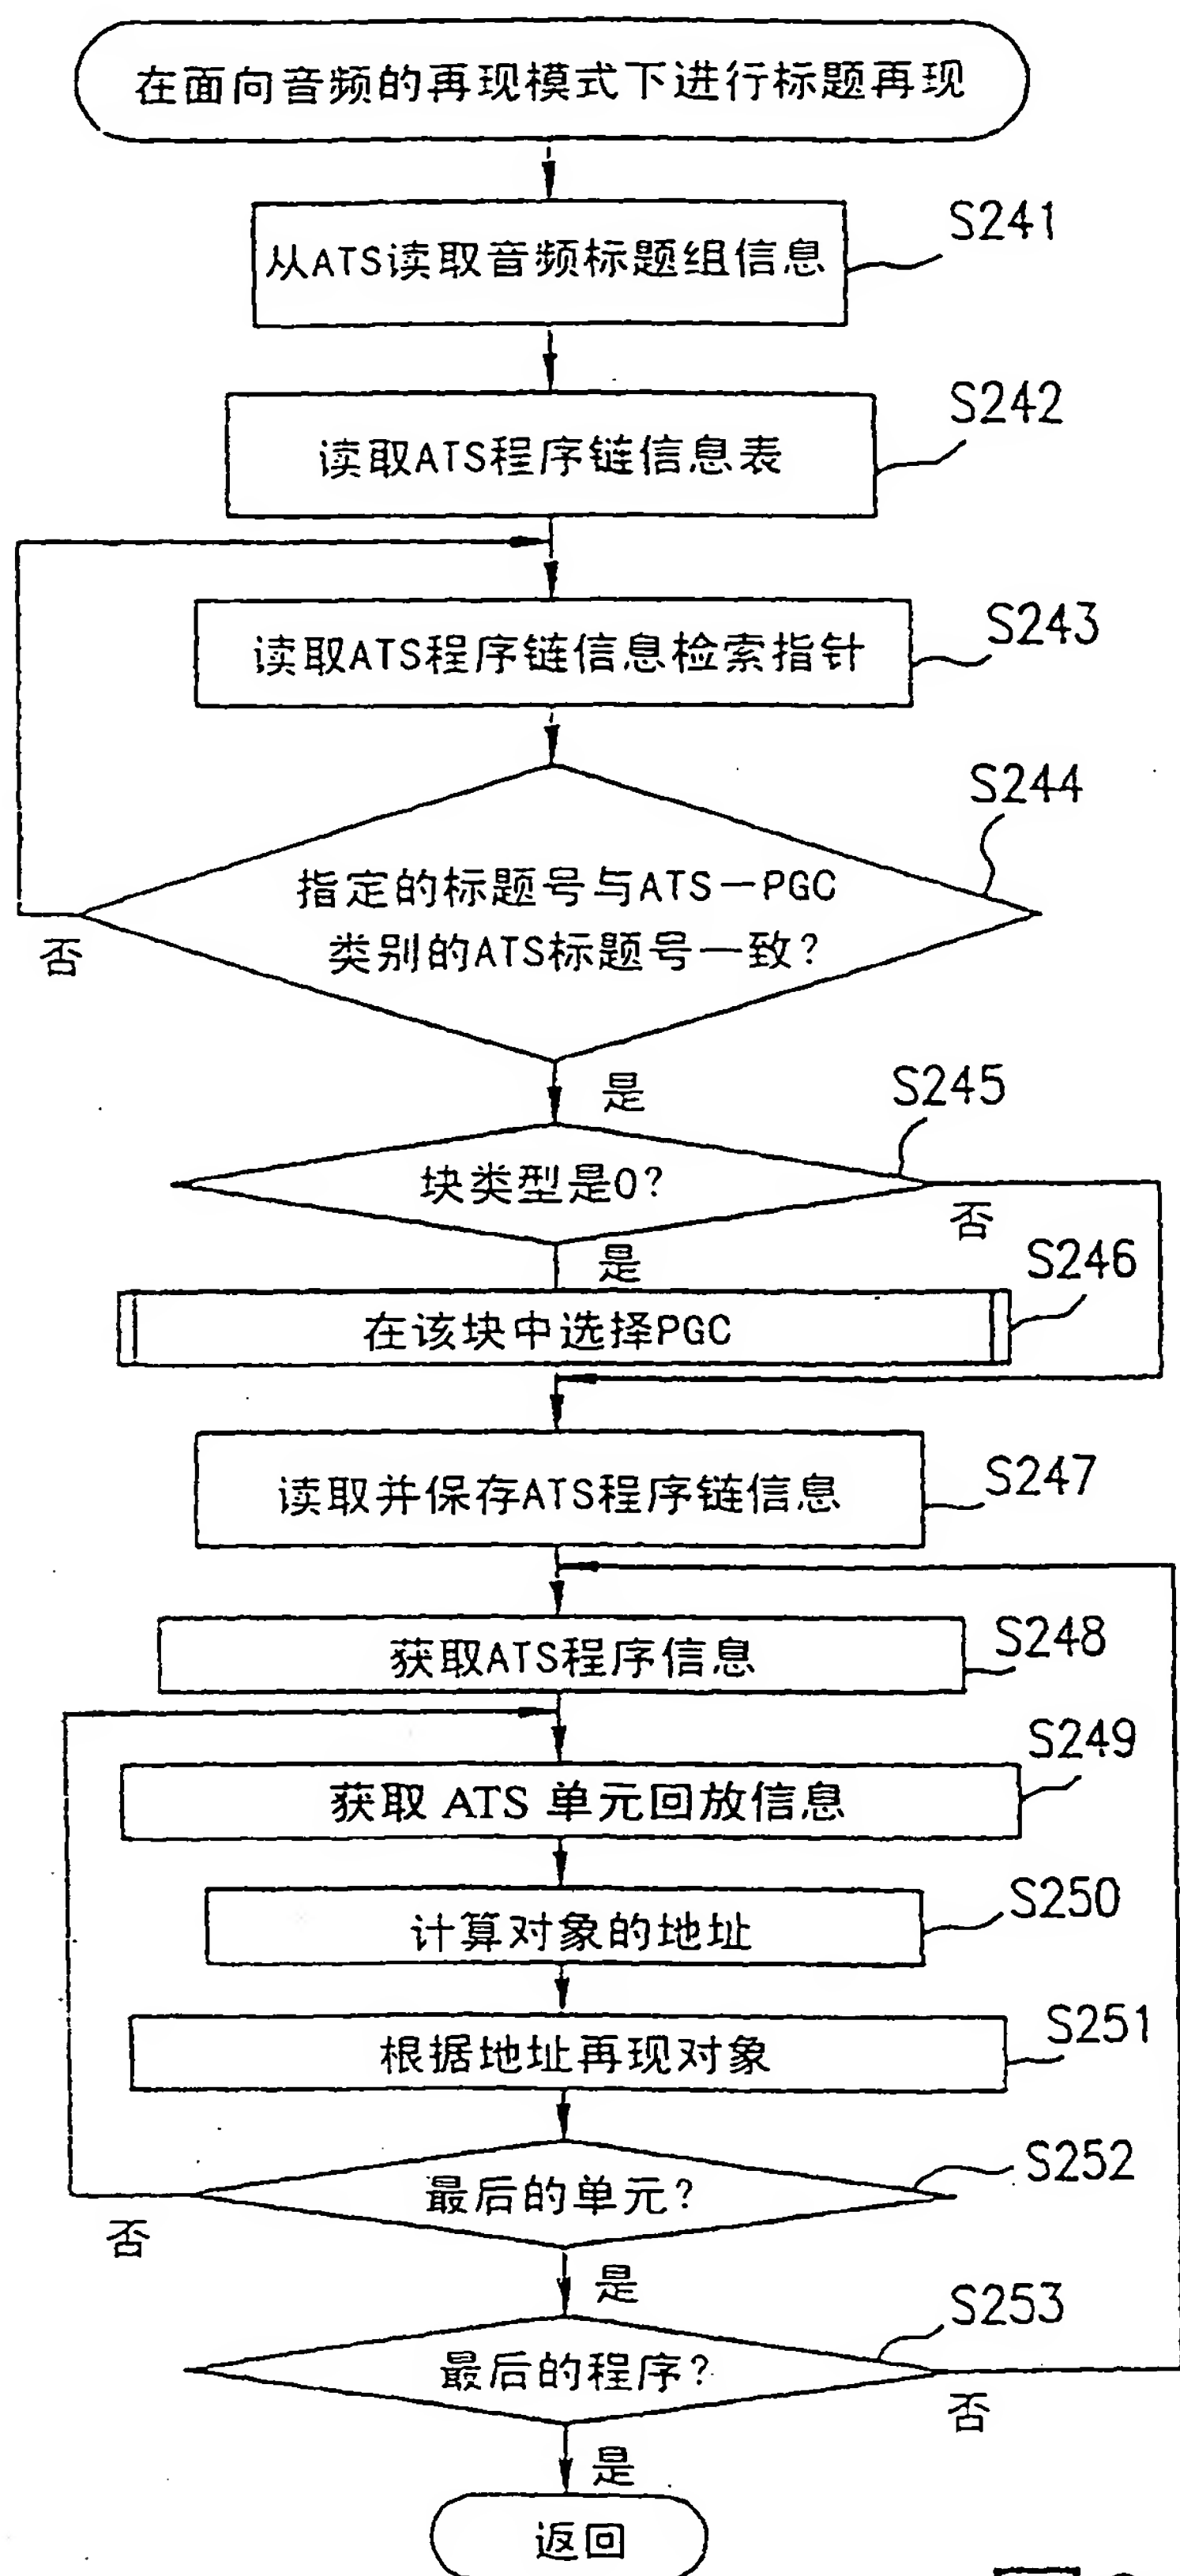 在面向音频的再现模式下进行标题再现
S241
从ATS读取音频标题组信息
S242
读取ATS程序链信息表
S243
读取ATS程序链信息检索指针
S244
指定的标题号与ATS—PGC
类别的ATS标题号一致?
否
是
S245
块类型是0?
否
是
S246
在该块中选择PGC
S247
读取并保存ATS程序链信息
S248
获取ATS程序信息
S249
获取 ATS 单元回放信息
S250
计算对象的地址
S251
根据地址再现对象
S252
最后的单元?
否
是
S253
最后的程序?
否
是
返回